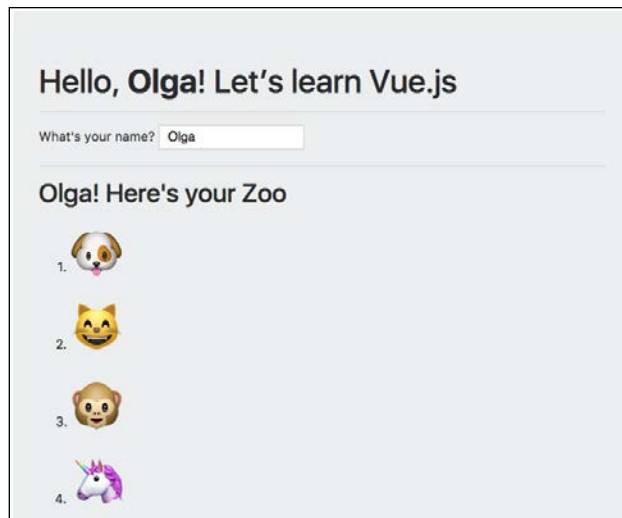 Hello, Olga! Let’s learn Vue.js
What's your name? Olga
Olga! Here's your Zoo
1.
2.
3.
4.